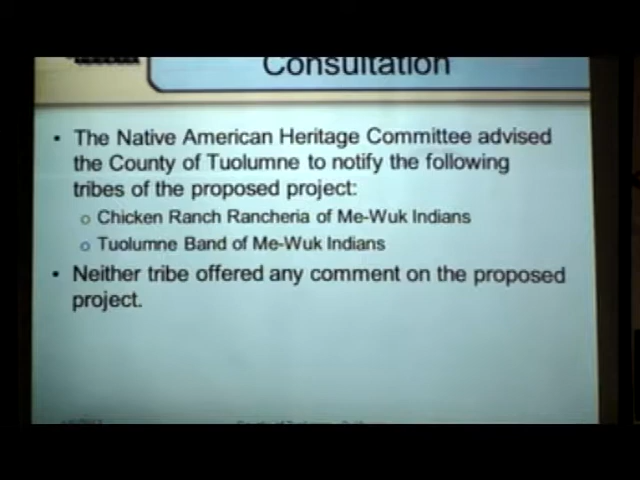 Consultation
• The Native American Heritage Committee advised
the County of Tuolumne to notify the following
tribes of the proposed project:
o Chicken Ranch Rancheria of Me-Wuk Indians
o Tuolumne Band of Me-Wuk Indians
• Neither tribe offered any comment on the proposed
project.